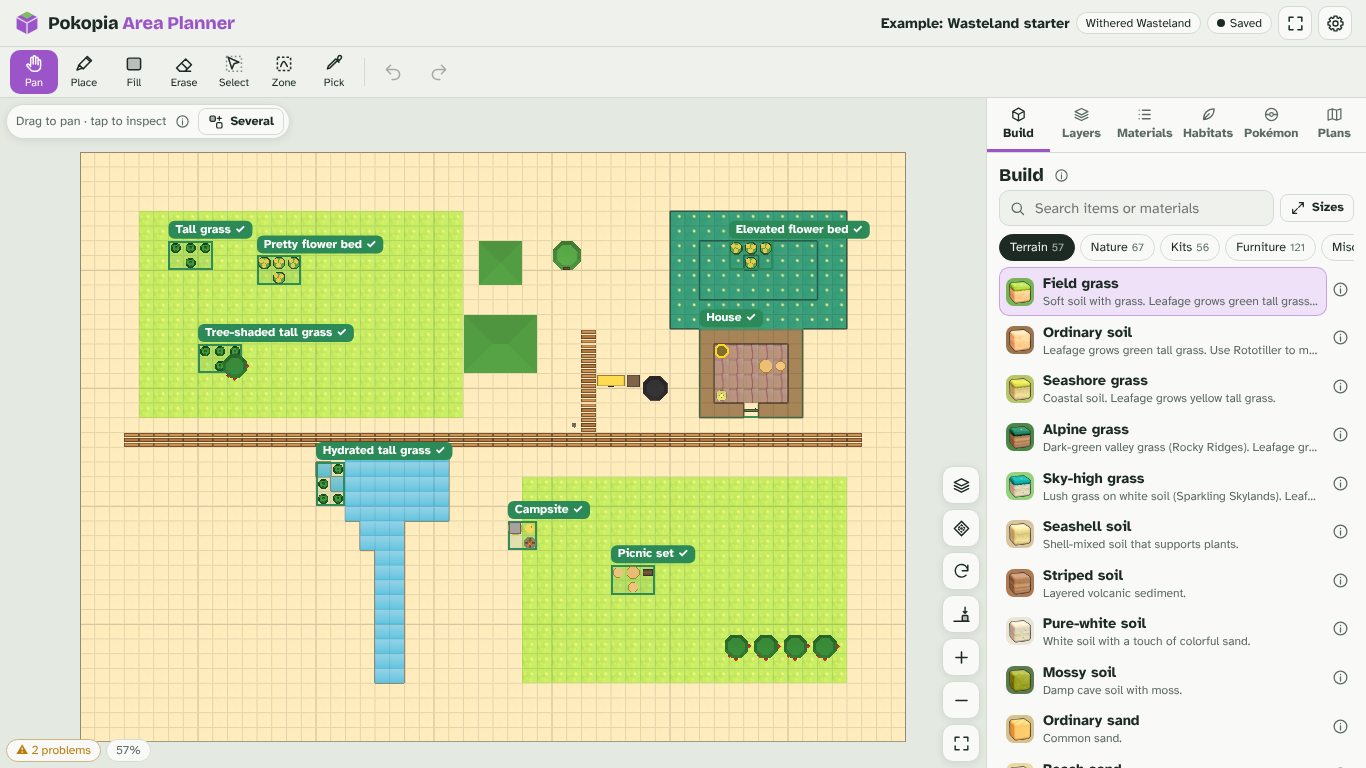 Pokopia Area Planner
Example: Wasteland starter
Withered Wasteland
Saved
Pan
Place
Fill
Erase
Select
Zone
Pick
Drag to pan · tap to inspect
Several
Build
Layers
Materials
Habitats
Pokémon
Plans
Build
Search items or materials
Sizes
Terrain 57
Nature 67
Kits 56
Furniture 121
Misc
Field grass
Soft soil with grass. Leafage grows green tall grass...
Ordinary soil
Leafage grows green tall grass. Use Rototiller to m...
Seashore grass
Coastal soil. Leafage grows yellow tall grass.
Alpine grass
Dark-green valley grass (Rocky Ridges). Leafage gr...
Sky-high grass
Lush grass on white soil (Sparkling Skylands). Leaf...
Seashell soil
Shell-mixed soil that supports plants.
Striped soil
Layered volcanic sediment.
Pure-white soil
White soil with a touch of colorful sand.
Mossy soil
Damp cave soil with moss.
Ordinary sand
Common sand.
Tall grass ✓
Pretty flower bed ✓
Elevated flower bed ✓
Tree-shaded tall grass ✓
House ✓
Hydrated tall grass ✓
Campsite ✓
Picnic set ✓
2 problems
57%